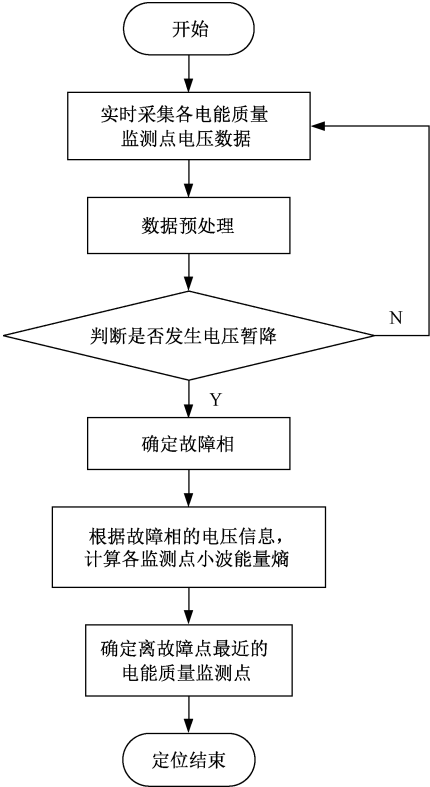 开始
实时采集各电能质量
监测点电压数据
数据预处理
判断是否发生电压暂降
N
Y
确定故障相
根据故障相的电压信息，
计算各监测点小波能量熵
确定离故障点最近的
电能质量监测点
定位结束